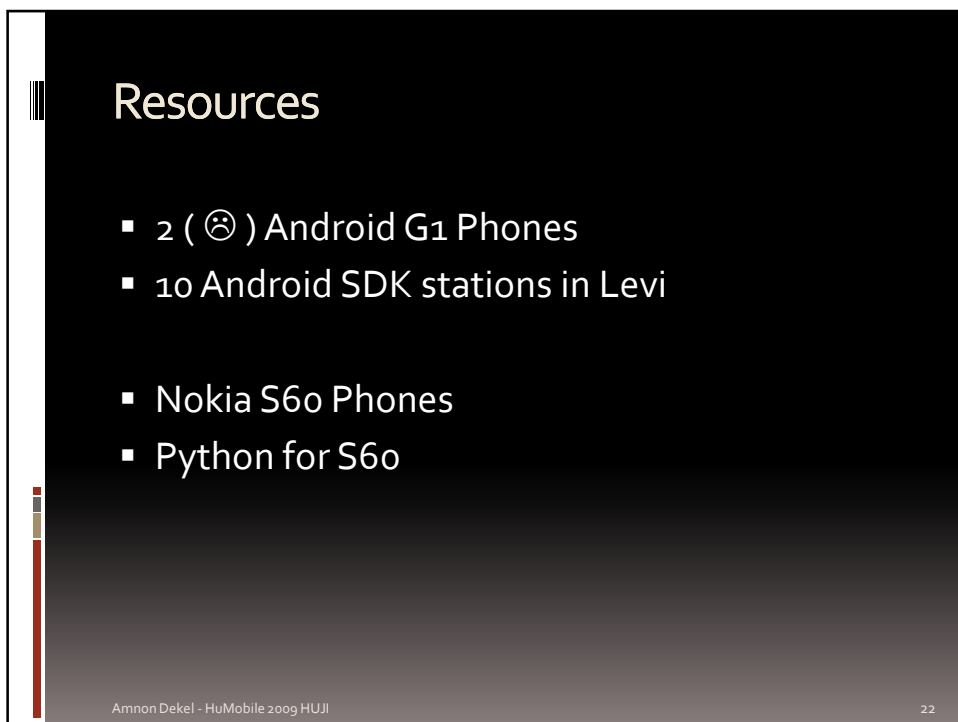 Resources
▪ 2 ( ☹ ) Android G1 Phones
▪ 10 Android SDK stations in Levi
▪ Nokia S60 Phones
▪ Python for S60
Amnon Dekel - HuMobile 2009 HUJI 22